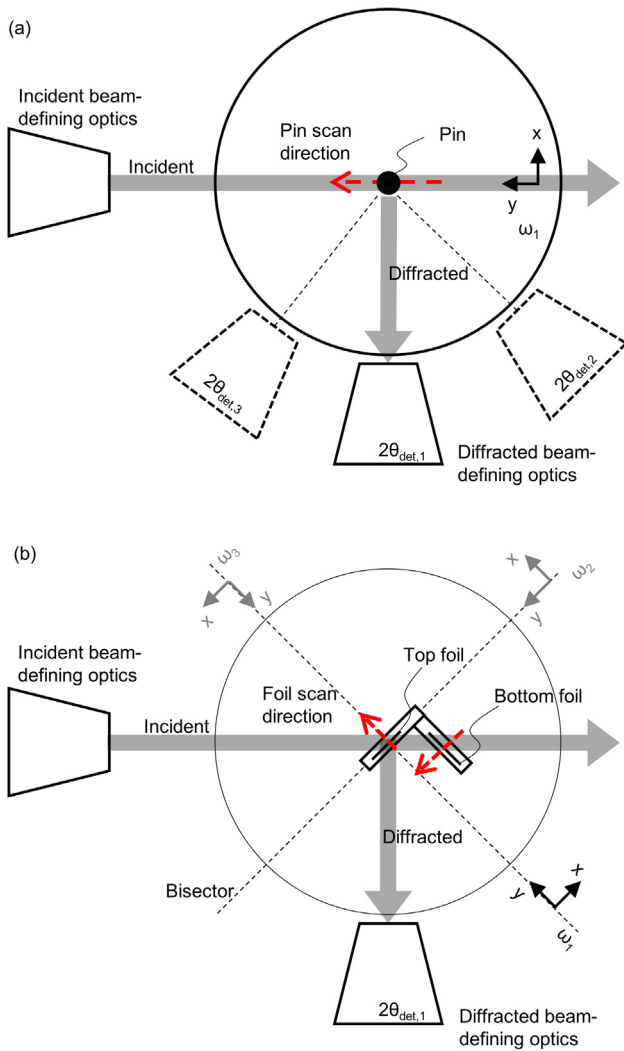 (a)
Incident beam-
defining optics
Incident
Pin scan
direction
Pin
x
y
ω1
Diffracted
2θdet,3
2θdet,2
2θdet,1
Diffracted beam-
defining optics
(b)
ω3
x
y
x
ω2
y
Incident beam-
defining optics
Top foil
Foil scan
direction
Bottom foil
Incident
Diffracted
Bisector
x
y
ω1
2θdet,1
Diffracted beam-
defining optics